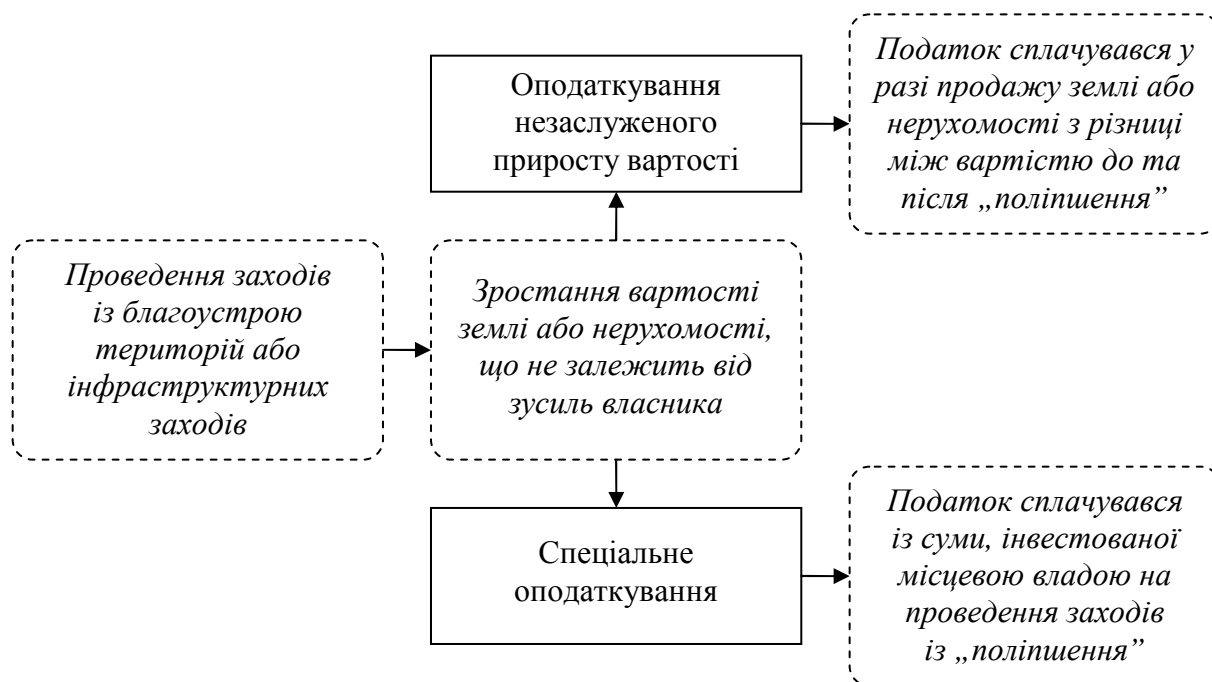 Оподаткування
незаслуженого
приросту вартості
Податок сплачувався у
разі продажу землі або
нерухомості з різниці
між вартістю до та
після „поліпшення”
Проведення заходів
із благоустрою
територій або
інфраструктурних
заходів
Зростання вартості
землі або нерухомості,
що не залежить від
зусиль власника
Спеціальне
оподаткування
Податок сплачувався
із суми, інвестованої
місцевою владою на
проведення заходів
із „поліпшення”